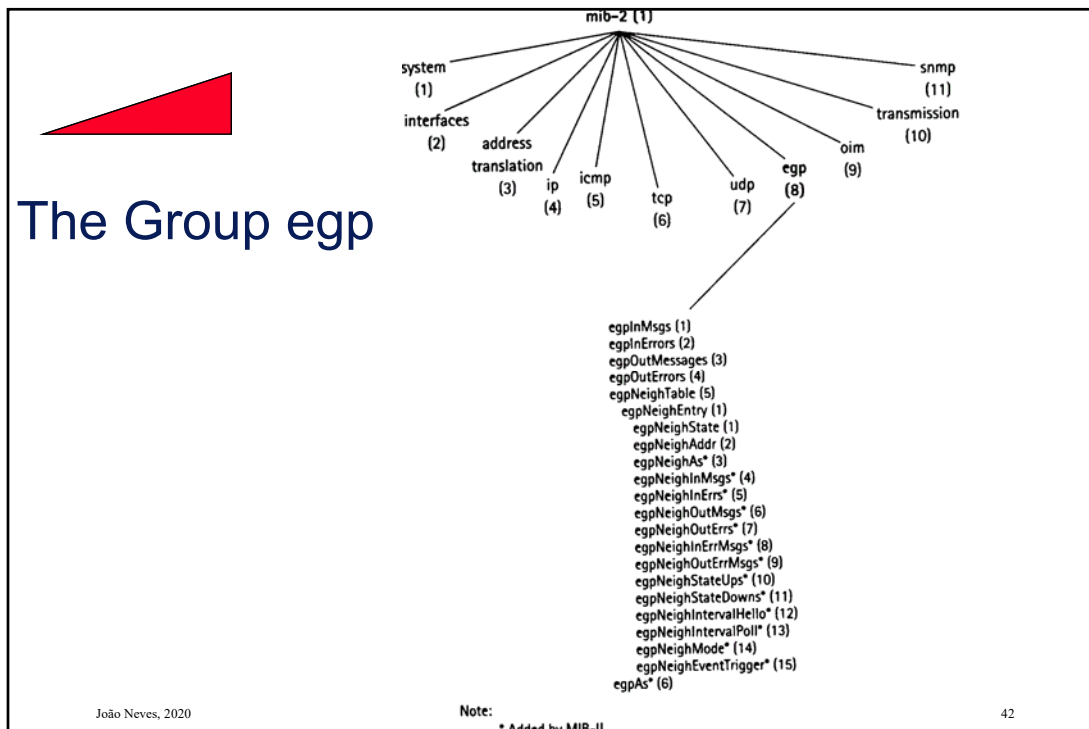 mib-2 (1)
system
(1)
snmp
(11)
interfaces
(2)
transmission
(10)
address
translation
(3)
oim
(9)
ip
(4)
icmp
(5)
tcp
(6)
udp
(7)
egp
(8)
The Group egp
egpInMsgs (1)
egpInErrors (2)
egpOutMessages (3)
egpOutErrors (4)
egpNeighTable (5)
egpNeighEntry (1)
egpNeighState (1)
egpNeighAddr (2)
egpNeighAs* (3)
egpNeighInMsgs* (4)
egpNeighInErrs* (5)
egpNeighOutMsgs* (6)
egpNeighOutErrs* (7)
egpNeighInErrMsgs* (8)
egpNeighOutErrMsgs* (9)
egpNeighStateUps* (10)
egpNeighStateDowns* (11)
egpNeighIntervalHello* (12)
egpNeighIntervalPoll* (13)
egpNeighMode* (14)
egpNeighEventTrigger* (15)
egpAs* (6)
João Neves, 2020
Note:
* Added by MIB-II
42